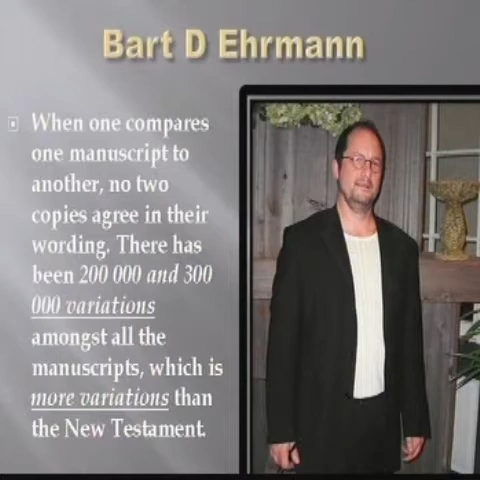 Bart D Ehrmann
When one compares
one manuscript to
another, no two
copies agree in their
wording. There has
been 200 000 and 300
000 variations
amongst all the
manuscripts, which is
more variations than
the New Testament.